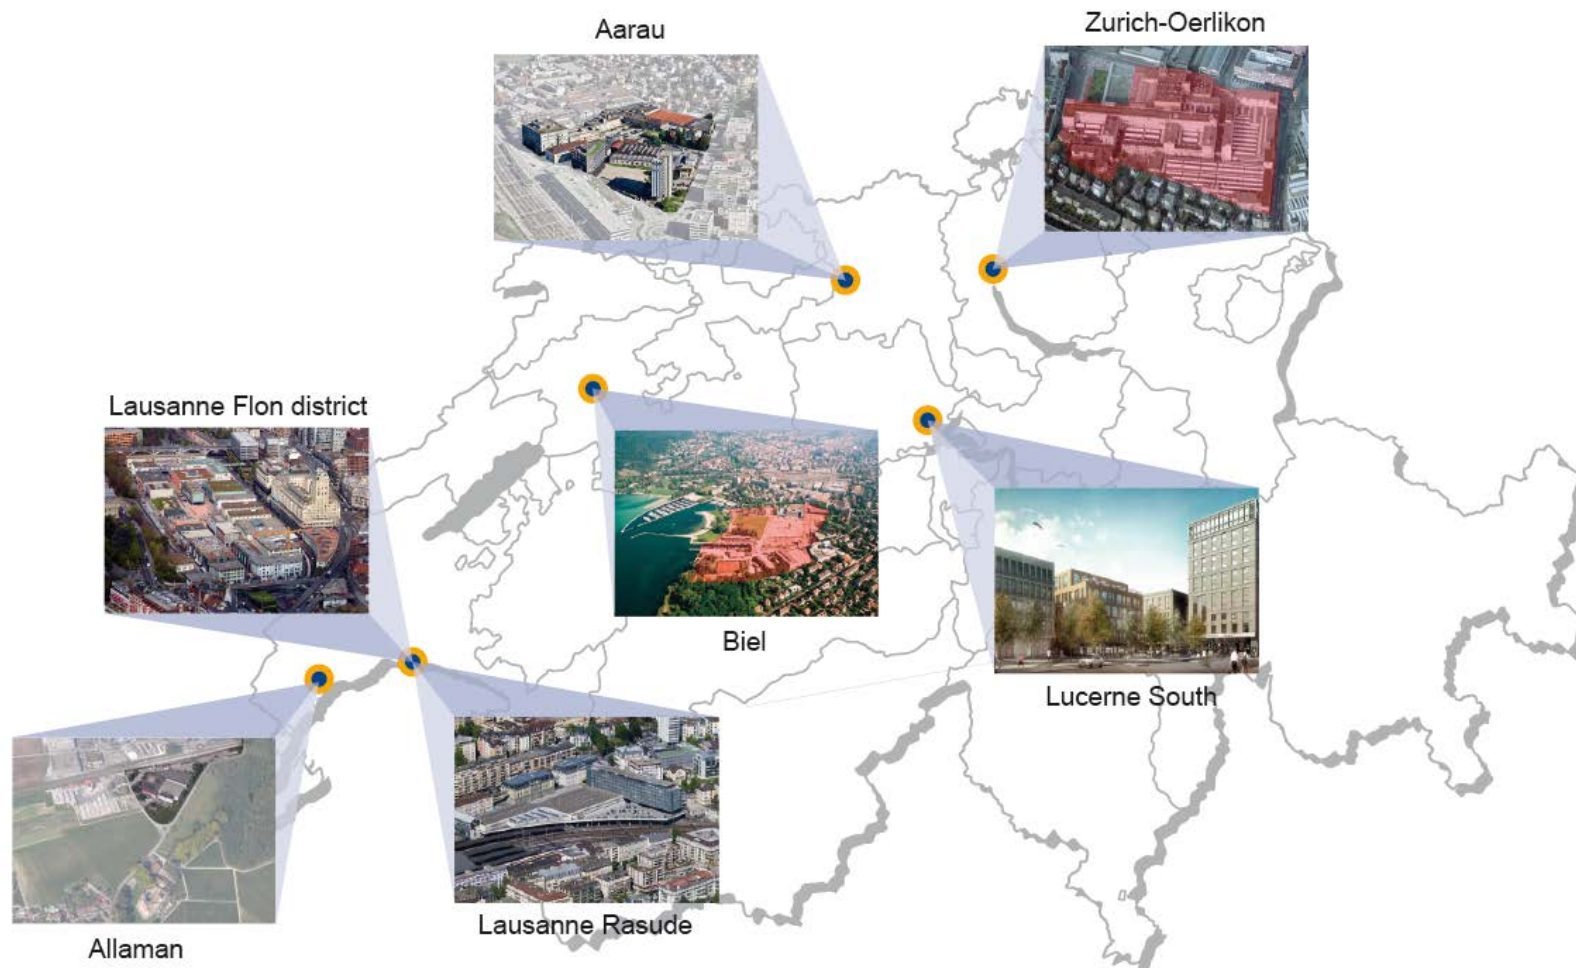 Aarau
Zurich-Oerlikon
Lausanne Flon district
Biel
Lucerne South
Lausanne Rasude
Allaman